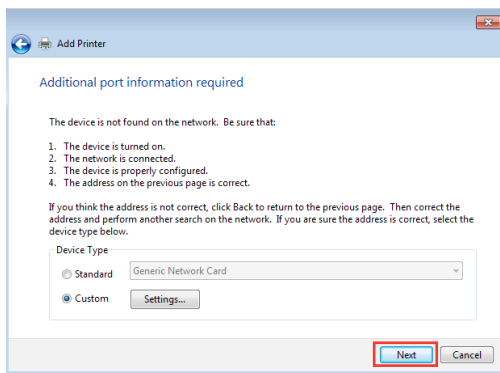 Add Printer
Additional port information required
The device is not found on the network. Be sure that:
1. The device is turned on.
2. The network is connected.
3. The device is properly configured.
4. The address on the previous page is correct.
If you think the address is not correct, click Back to return to the previous page. Then correct the
address and perform another search on the network. If you are sure the address is correct, select the
device type below.
Device Type
Standard
Generic Network Card
Custom
Settings...
Next
Cancel